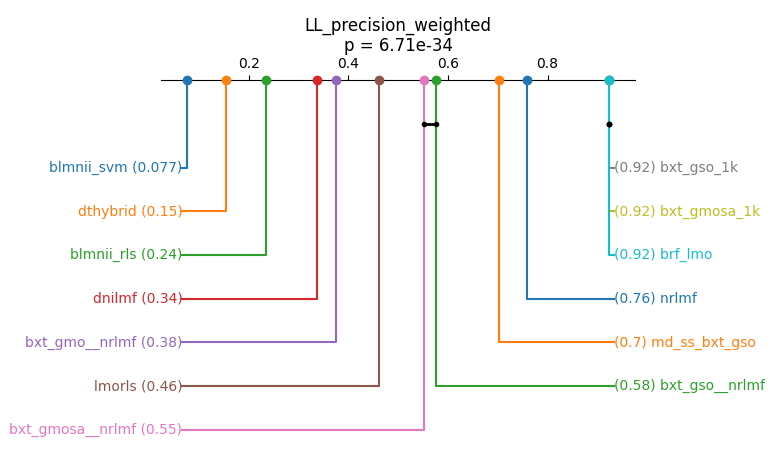 LL_precision_weighted
p = 6.71e-34
0.2 0.4 0.6 0.8
blmnii_svm (0.077) (0.92) bxt_gso_1k
dthybrid (0.15) (0.92) bxt_gmosa_1k
blmnii_rls (0.24) (0.92) brf_lmo
dnilmf (0.34) (0.76) nrlmf
bxt_gmo__nrlmf (0.38) (0.7) md_ss_bxt_gso
lmorls (0.46) (0.58) bxt_gso__nrlmf
bxt_gmosa__nrlmf (0.55)